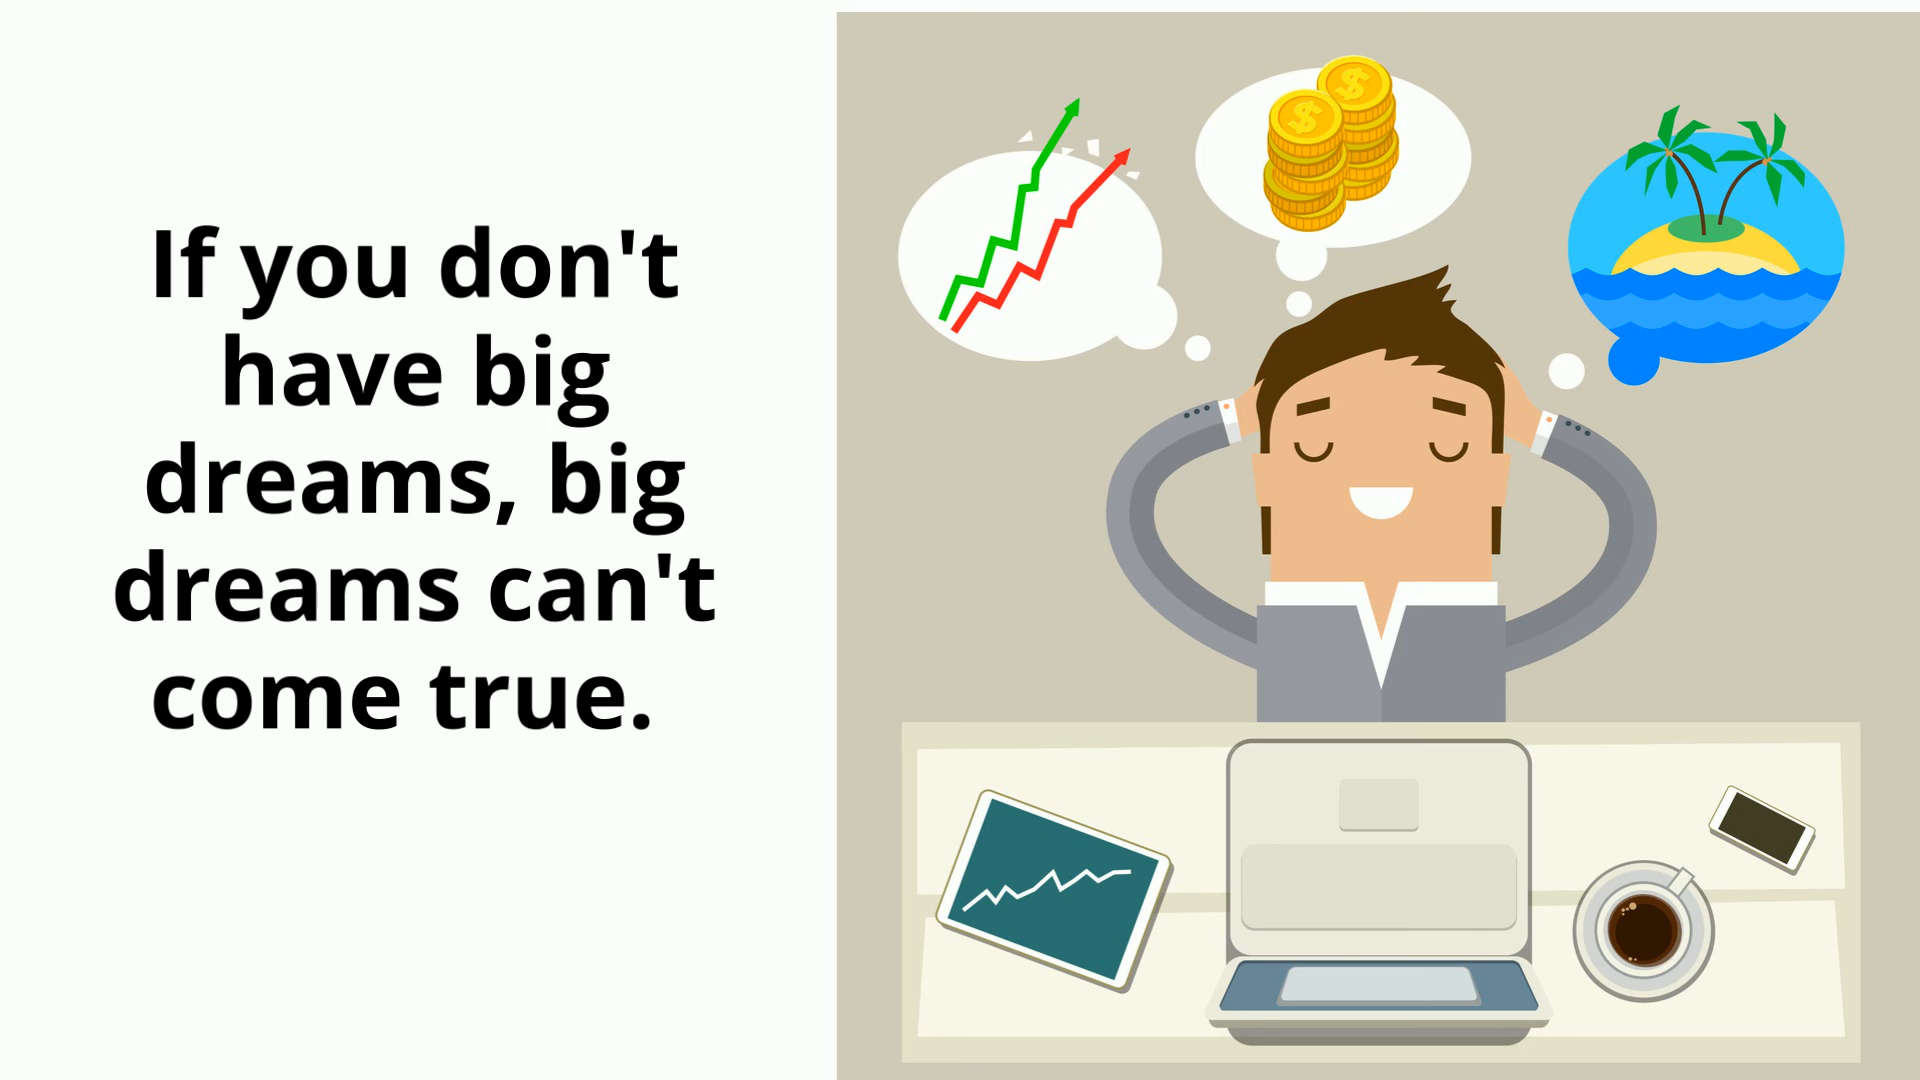 If you don't
have big
dreams, big
dreams can't
come true.
$
$